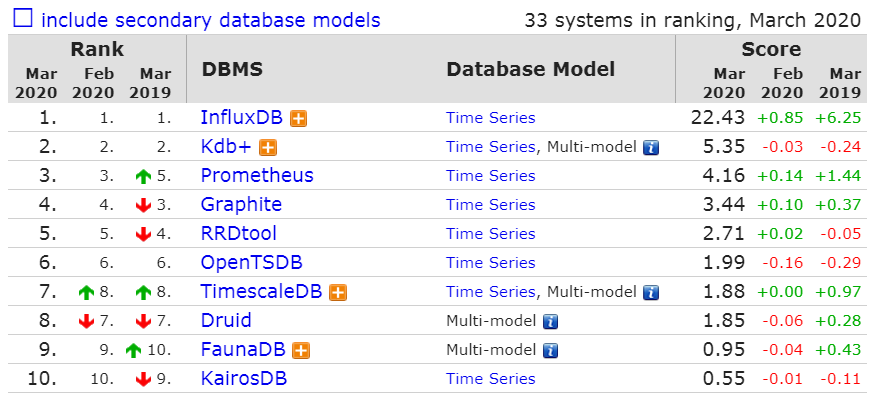 include secondary database models 33 systems in ranking, March 2020
Rank DBMS Database Model Score
Mar 2020 Feb 2020 Mar 2019 Mar 2020 Feb 2020 Mar 2019
1. 1. 1. InfluxDB Time Series 22.43 +0.85 +6.25
2. 2. 2. Kdb+ Time Series, Multi-model i 5.35 -0.03 -0.24
3. 3. 5. Prometheus Time Series 4.16 +0.14 +1.44
4. 4. 3. Graphite Time Series 3.44 +0.10 +0.37
5. 5. 4. RRDtool Time Series 2.71 +0.02 -0.05
6. 6. 6. OpenTSDB Time Series 1.99 -0.16 -0.29
7. 8. 8. TimescaleDB Time Series, Multi-model i 1.88 +0.00 +0.97
8. 7. 7. Druid Multi-model i 1.85 -0.06 +0.28
9. 9. 10. FaunaDB Multi-model i 0.95 -0.04 +0.43
10. 10. 9. KairosDB Time Series 0.55 -0.01 -0.11